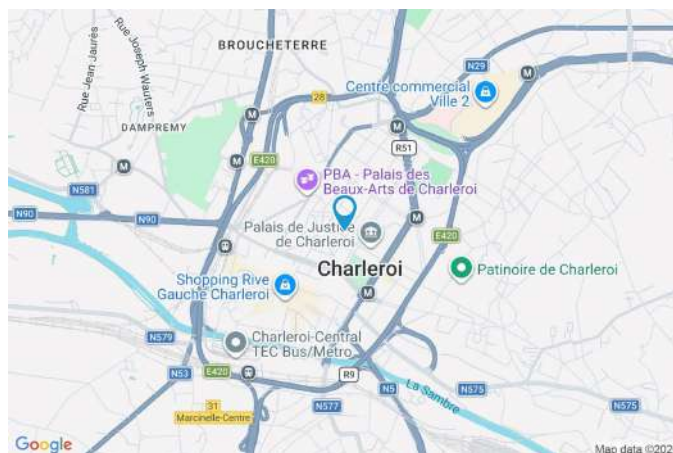 BROUCHETERRE
N29
M
Centre commercial
Ville 2
Rue Jean Jaurès
Rue Joseph Wauters
28
M
M
DAMPREMY
M
M
R51
E420
PBA - Palais des
Beaux-Arts de Charleroi
N581
N90
N90
M
E420
Palais de Justice
de Charleroi
Charleroi
Patinoire de Charleroi
Shopping Rive
Gauche Charleroi
M
N579
Charleroi-Central
TEC Bus/Métro
N53
E420
R9
La Sambre
N5
N575
N575
31
Marcinelle-Centre
N577
Google
Map data ©202